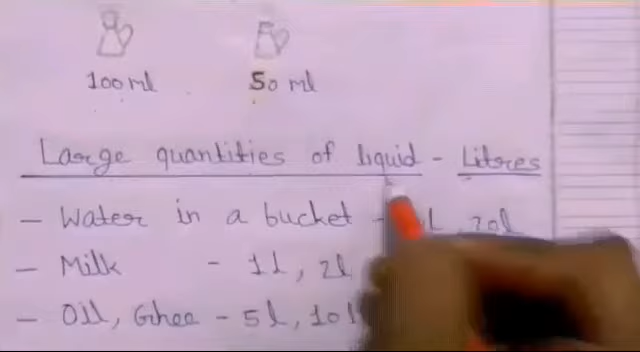 100 ml 50 ml
Large quantities of liquid - Litres
- Water in a bucket - L, 20l
- Milk - 1l, 2l
- Oil, Ghee - 5l, 10l